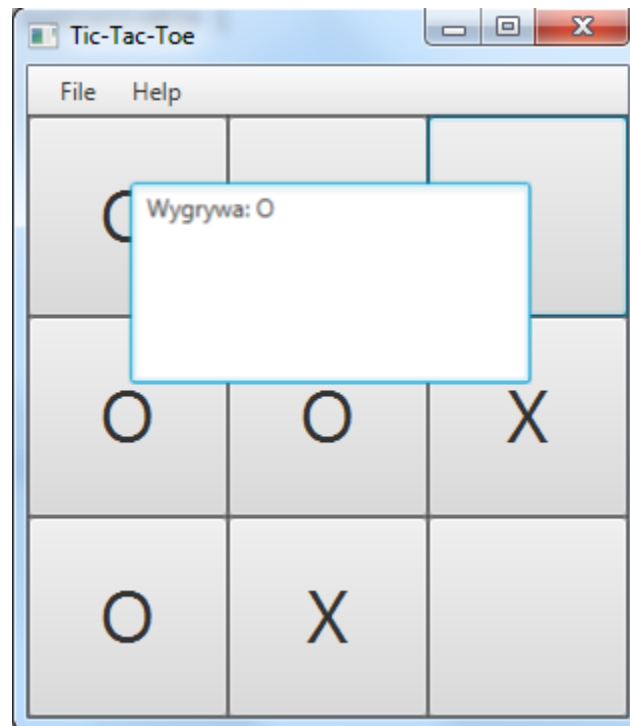 Tic-Tac-Toe
File Help
O
Wygrywa: O
O O X
O X